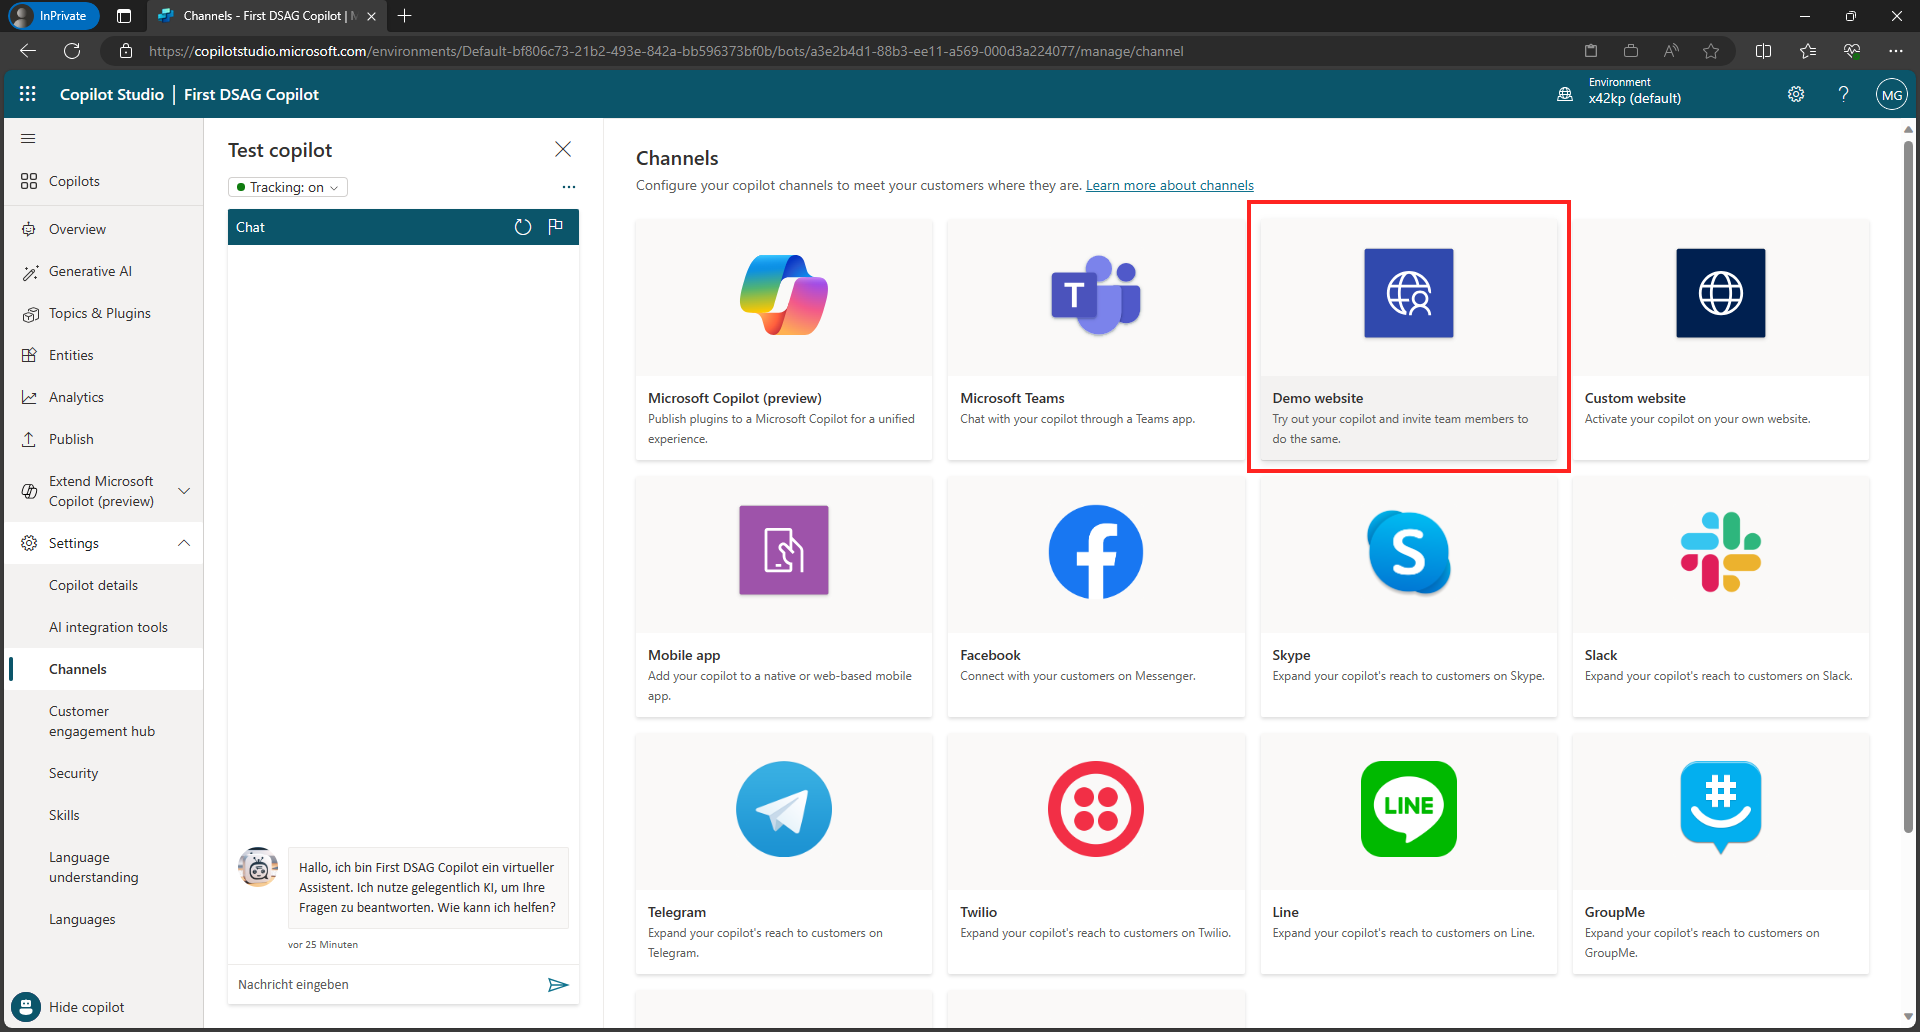 InPrivate
Channels - First DSAG Copilot | M
https://copilotstudio.microsoft.com/environments/Default-bf806c73-21b2-493e-842a-bb596373bf0b/bots/a3e2b4d1-88b3-ee11-a569-000d3a224077/manage/channel
Copilot Studio | First DSAG Copilot
Environment
x42kp (default)
?
MG
Copilots
Overview
Generative AI
Topics & Plugins
Entities
Analytics
Publish
Extend Microsoft
Copilot (preview)
Settings
Copilot details
AI integration tools
Channels
Customer
engagement hub
Security
Skills
Language
understanding
Languages
Hide copilot
Test copilot
Tracking: on
Chat
Hallo, ich bin First DSAG Copilot ein virtueller
Assistent. Ich nutze gelegentlich KI, um Ihre
Fragen zu beantworten. Wie kann ich helfen?
vor 25 Minuten
Nachricht eingeben
Channels
Configure your copilot channels to meet your customers where they are. Learn more about channels
Microsoft Copilot (preview)
Publish plugins to a Microsoft Copilot for a unified
experience.
T
Microsoft Teams
Chat with your copilot through a Teams app.
Demo website
Try out your copilot and invite team members to
do the same.
Custom website
Activate your copilot on your own website.
Mobile app
Add your copilot to a native or web-based mobile
app.
Facebook
Connect with your customers on Messenger.
S
Skype
Expand your copilot's reach to customers on Skype.
Slack
Expand your copilot's reach to customers on Slack.
Telegram
Expand your copilot's reach to customers on
Telegram.
Twilio
Expand your copilot's reach to customers on Twilio.
LINE
Line
Expand your copilot's reach to customers on Line.
#
GroupMe
Expand your copilot's reach to customers on
GroupMe.